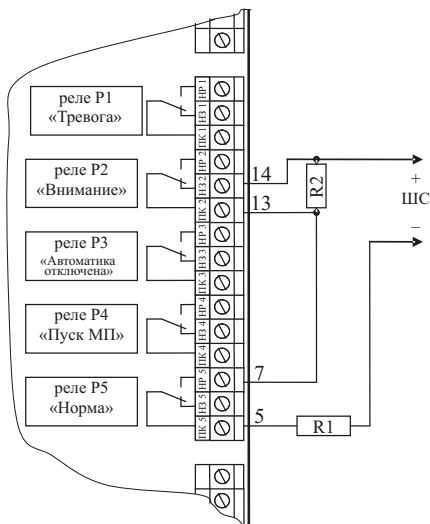 реле Р1
«Тревога»
реле Р2
«Внимание»
реле Р3
«Автоматика
отключена»
реле Р4
«Пуск МП»
реле Р5
«Норма»
НР 1
НЗ 1
ПК 1
НР 2
НЗ 2
ПК 2
НР 3
НЗ 3
ПК 3
НР 4
НЗ 4
ПК 4
НР 5
НЗ 5
ПК 5
14
13
7
5
R2
R1
+
ШС
–